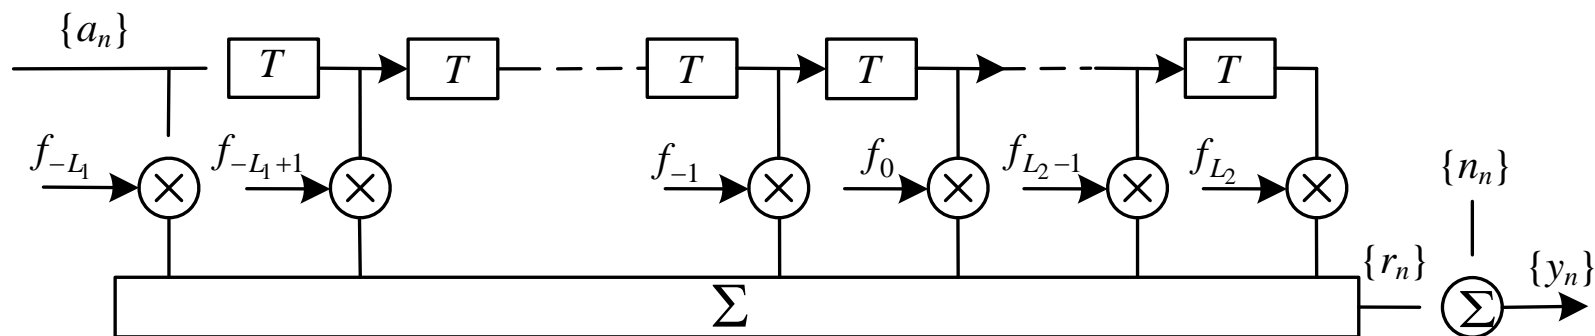 {a_n}
T T T T T
f_{-L_1} f_{-L_1+1} f_{-1} f_0 f_{L_2-1} f_{L_2} {n_n}
{r_n} {y_n}
Σ Σ